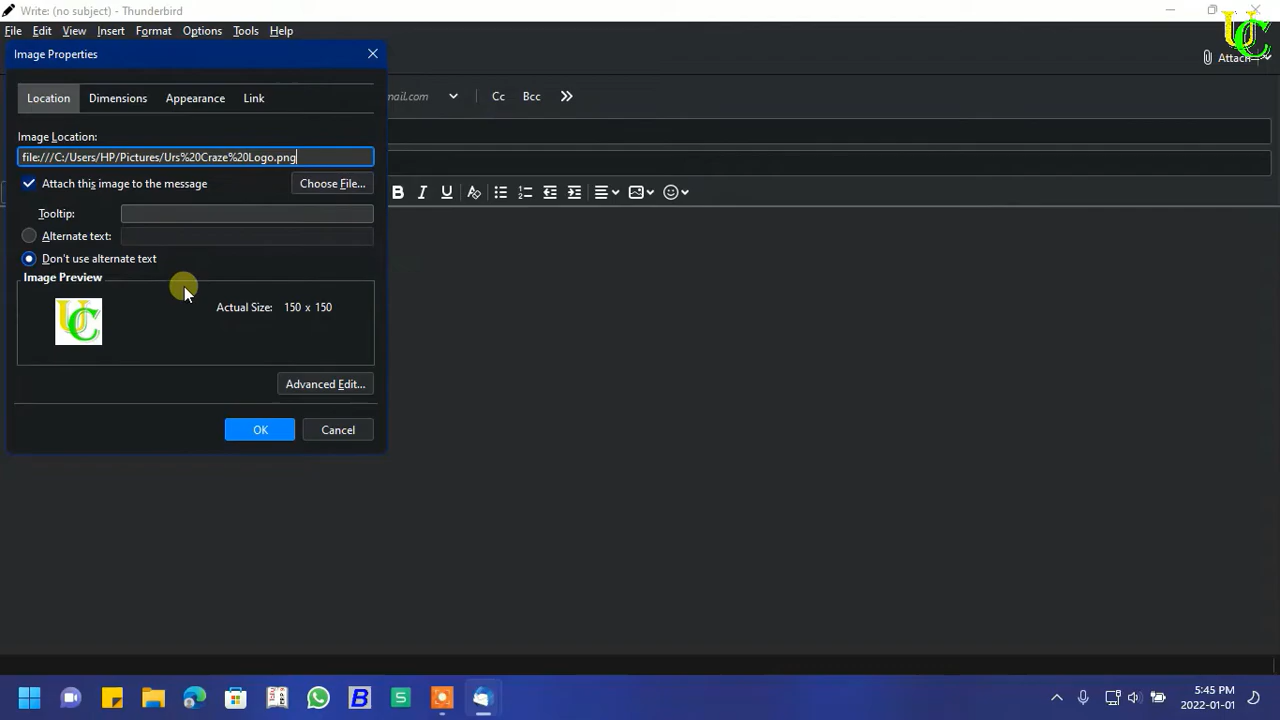 Write: (no subject) - Thunderbird
File Edit View Insert Format Options Tools Help
UC
Image Properties
Attach
Location Dimensions Appearance Link
mail.com Cc Bcc
Image Location:
file:///C:/Users/HP/Pictures/Urs%20Craze%20Logo.png
Attach this image to the message Choose File...
Tooltip:
Alternate text:
Don't use alternate text
Image Preview
UC
Actual Size: 150 x 150
Advanced Edit...
OK Cancel
5:45 PM
2022-01-01